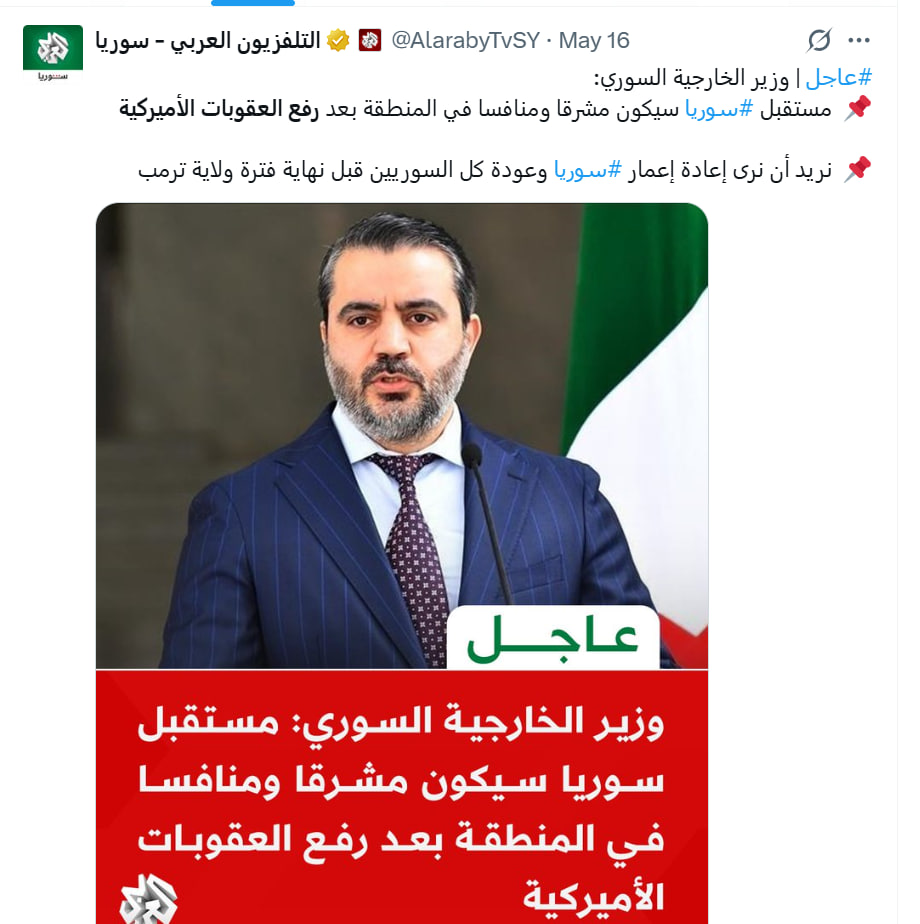 التلفزيون العربي - سوريا @AlarabyTvSY · May 16
سوريا
#عاجل | وزير الخارجية السوري:
📌 مستقبل #سوريا سيكون مشرقا ومنافسا في المنطقة بعد رفع العقوبات الأميركية
📌 نريد أن نرى إعادة إعمار #سوريا وعودة كل السوريين قبل نهاية فترة ولاية ترمب
عاجل
وزير الخارجية السوري: مستقبل
سوريا سيكون مشرقا ومنافسا
في المنطقة بعد رفع العقوبات
الأميركية